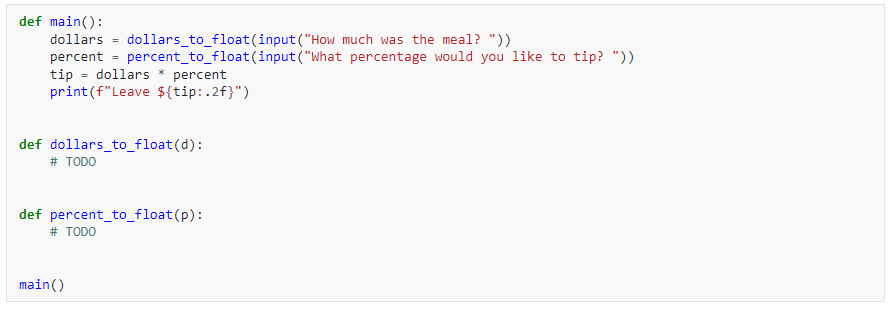 def main():
    dollars = dollars_to_float(input("How much was the meal? "))
    percent = percent_to_float(input("What percentage would you like to tip? "))
    tip = dollars * percent
    print(f"Leave ${tip:.2f}")
def dollars_to_float(d):
    # TODO
def percent_to_float(p):
    # TODO
main()